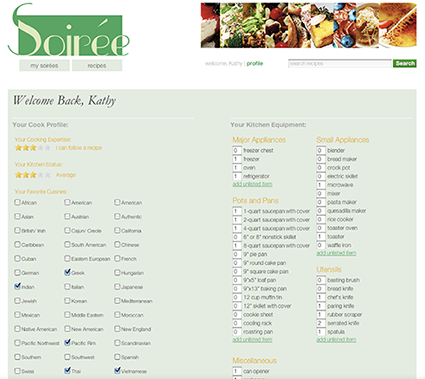 Soirée
my soirées
recipes
welcome, Kathy | profile
search recipes
Search
Welcome Back, Kathy
Your Cook Profile:
Your Cooking Expertise:
I can follow a recipe
Your Kitchen Status:
Average
Your Favorite Cuisines:
African American American
Asian Austrian Authentic
British/ Irish Cajun/ Creole California
Caribbean South American Chinese
Cuban Eastern European French
German Greek Hungarian
Indian Italian Japanese
Jewish Korean Mediterranean
Mexican Middle Eastern Moroccan
Native American New American New England
Pacific Northwest Pacific Rim Scandinavian
Southern Southwest Spanish
Swiss Thai Vietnamese
Your Kitchen Equipment:
Major Appliances
0 freezer chest
1 freezer
1 oven
1 refrigerator
add unlisted item
Pots and Pans
1 1-quart saucepan with cover
1 2-quart saucepan with cover
1 4-quart saucepan with cover
1 6" or 8" nonstick skillet
1 8-quart saucepan with cover
0 9" pie pan
0 9" round cake pan
0 9" square cake pan
0 9"x5" loaf pan
0 9"x13" baking pan
0 12 cup muffin tin
0 12" skillet with cover
0 cookie sheet
0 cooling rack
0 roasting pan
add unlisted item
Miscellaneous
1 can opener
Small Appliances
0 blender
0 bread maker
0 crock pot
0 electric skillet
1 microwave
0 mixer
0 pasta maker
0 quesadilla maker
0 rice cooker
0 toaster oven
1 toaster
0 waffle iron
add unlisted item
Utensils
0 basting brush
0 bread knife
1 chef's knife
1 paring knife
1 rubber scraper
2 serrated knife
1 spatula
add unlisted item